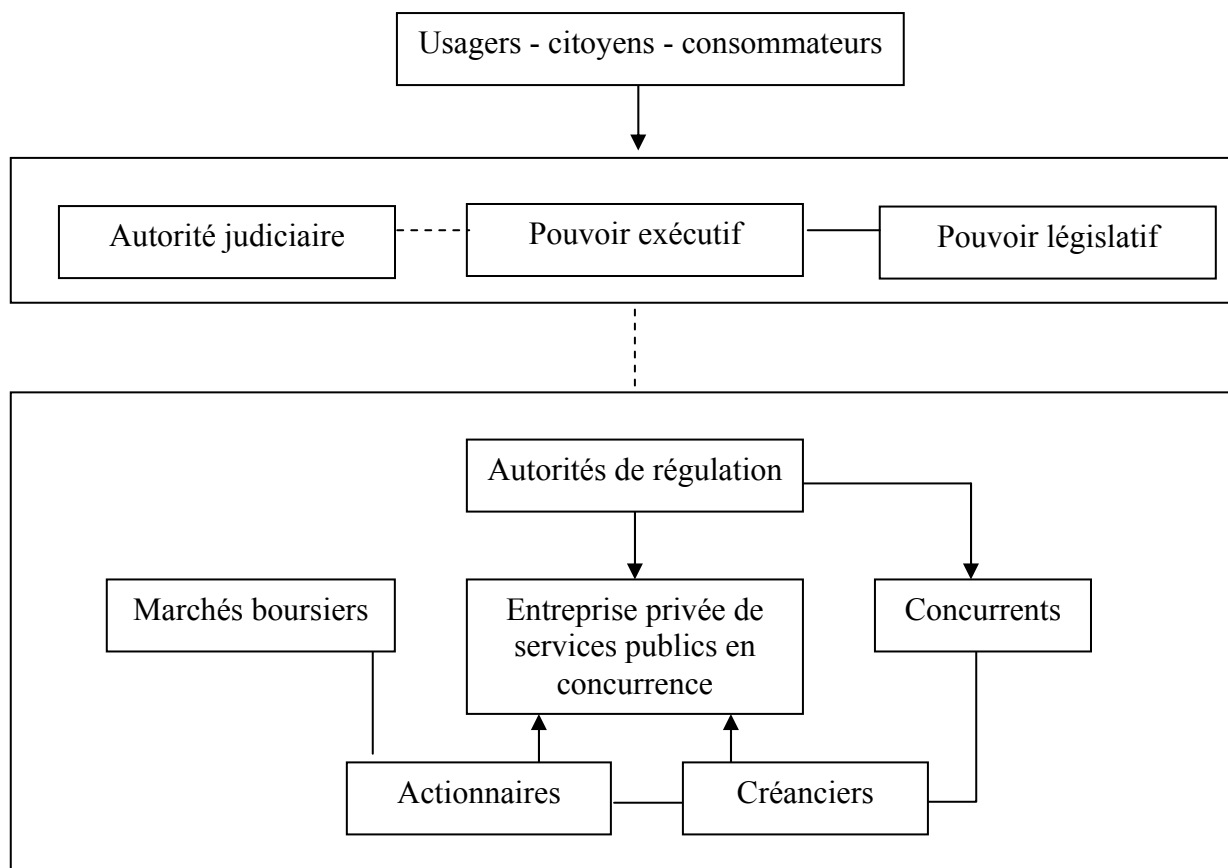 Usagers - citoyens - consommateurs
Autorité judiciaire
Pouvoir exécutif
Pouvoir législatif
Autorités de régulation
Marchés boursiers
Entreprise privée de
services publics en
concurrence
Concurrents
Actionnaires
Créanciers